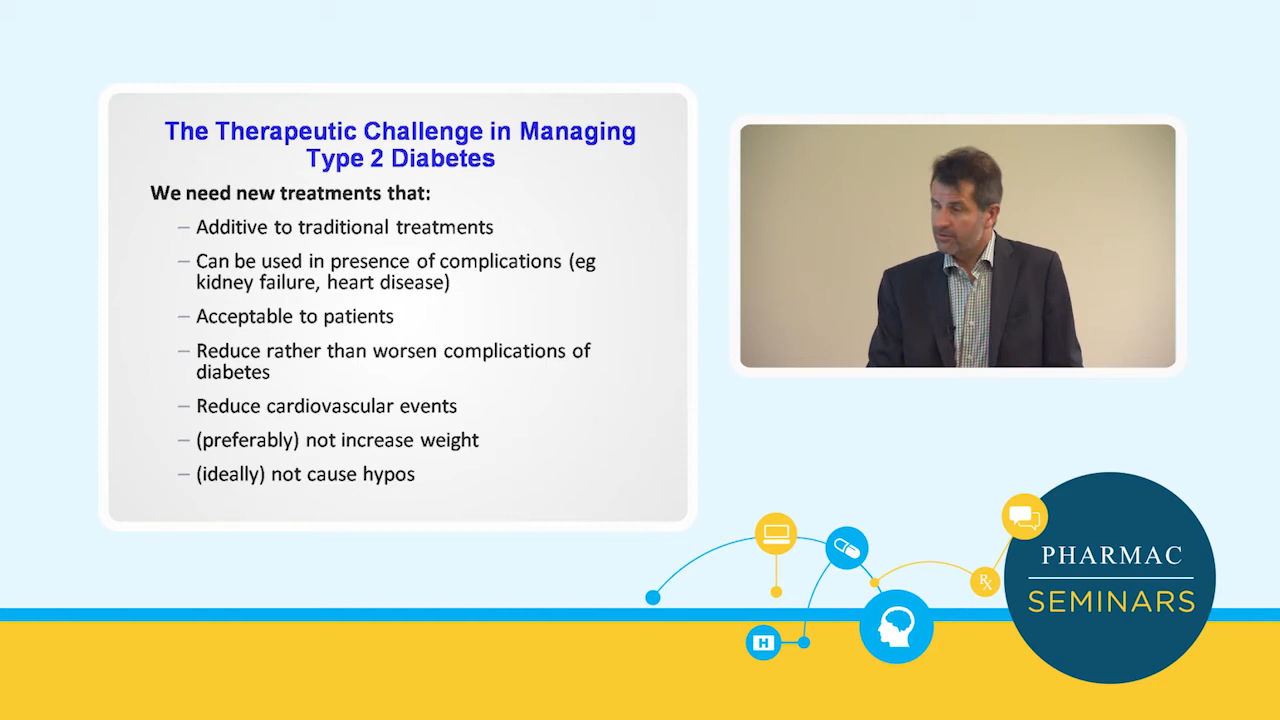 The Therapeutic Challenge in Managing
Type 2 Diabetes
We need new treatments that:
– Additive to traditional treatments
– Can be used in presence of complications (eg
kidney failure, heart disease)
– Acceptable to patients
– Reduce rather than worsen complications of
diabetes
– Reduce cardiovascular events
– (preferably) not increase weight
– (ideally) not cause hypos
PHARMAC
SEMINARS
Rx
H